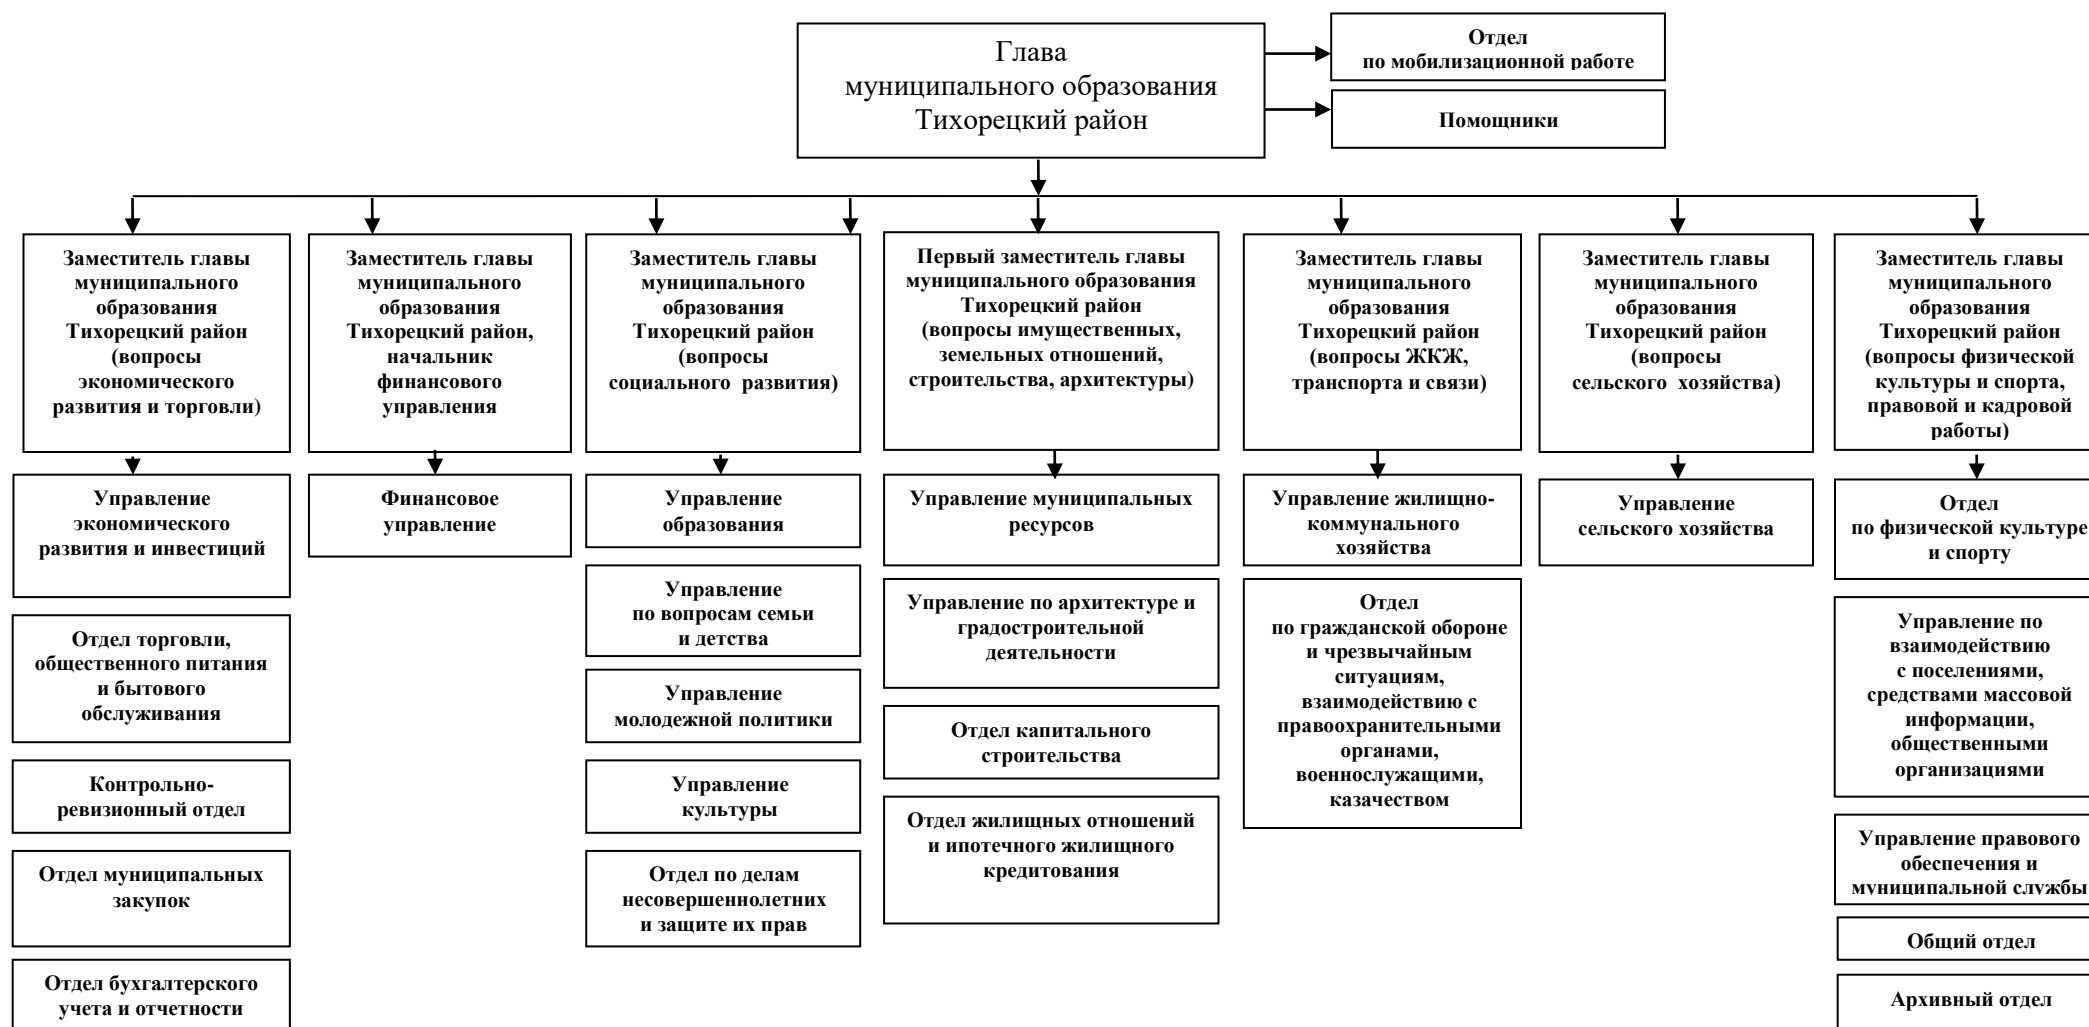 Глава
муниципального образования
Тихорецкий район
Отдел
по мобилизационной работе
Помощники
Заместитель главы
муниципального
образования
Тихорецкий район
(вопросы
экономического
развития и торговли)
Заместитель главы
муниципального
образования
Тихорецкий район,
начальник
финансового
управления
Заместитель главы
муниципального
образования
Тихорецкий район
(вопросы
социального развития)
Первый заместитель главы
муниципального образования
Тихорецкий район
(вопросы имущественных,
земельных отношений,
строительства, архитектуры)
Заместитель главы
муниципального
образования
Тихорецкий район
(вопросы ЖКЖ,
транспорта и связи)
Заместитель главы
муниципального
образования
Тихорецкий район
(вопросы
сельского хозяйства)
Заместитель главы
муниципального
образования
Тихорецкий район
(вопросы физической
культуры и спорта,
правовой и кадровой
работы)
Управление
экономического
развития и инвестиций
Отдел торговли,
общественного питания
и бытового
обслуживания
Контрольно-
ревизионный отдел
Отдел муниципальных
закупок
Отдел бухгалтерского
учета и отчетности
Финансовое
управление
Управление
образования
Управление
по вопросам семьи
и детства
Управление
молодежной политики
Управление
культуры
Отдел по делам
несовершеннолетних
и защите их прав
Управление муниципальных
ресурсов
Управление по архитектуре и
градостроительной
деятельности
Отдел капитального
строительства
Отдел жилищных отношений
и ипотечного жилищного
кредитования
Управление жилищно-
коммунального
хозяйства
Отдел
по гражданской обороне
и чрезвычайным
ситуациям,
взаимодействию с
правоохранительными
органами,
военнослужащими,
казачеством
Управление
сельского хозяйства
Отдел
по физической культуре
и спорту
Управление по
взаимодействию
с поселениями,
средствами массовой
информации,
общественными
организациями
Управление правового
обеспечения и
муниципальной службы
Общий отдел
Архивный отдел